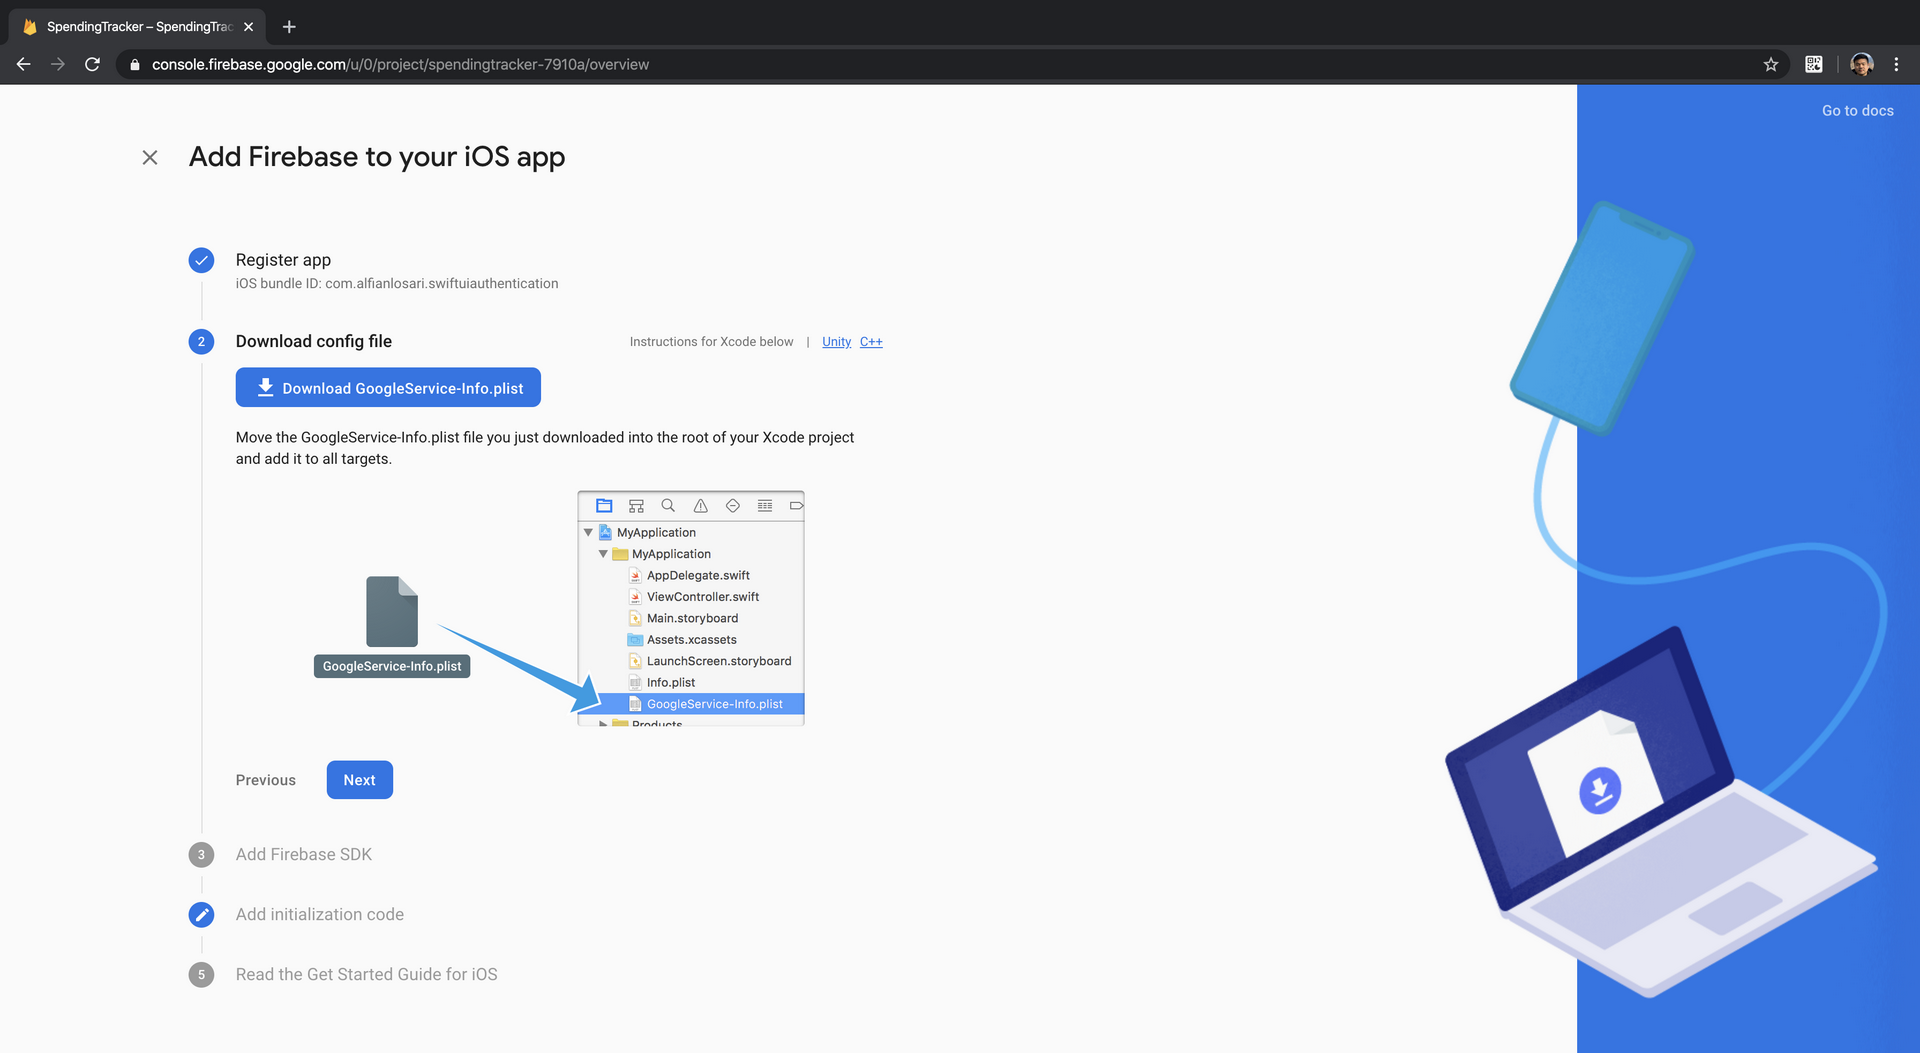 SpendingTracker – SpendingTrac
console.firebase.google.com/u/0/project/spendingtracker-7910a/overview
Go to docs
Add Firebase to your iOS app
Register app
iOS bundle ID: com.alfianlosari.swiftuiauthentication
2 Download config file
Instructions for Xcode below | Unity C++
Download GoogleService-Info.plist
Move the GoogleService-Info.plist file you just downloaded into the root of your Xcode project
and add it to all targets.
GoogleService-Info.plist
MyApplication
MyApplication
AppDelegate.swift
ViewController.swift
Main.storyboard
Assets.xcassets
LaunchScreen.storyboard
Info.plist
GoogleService-Info.plist
Products
Previous Next
3 Add Firebase SDK
Add initialization code
5 Read the Get Started Guide for iOS